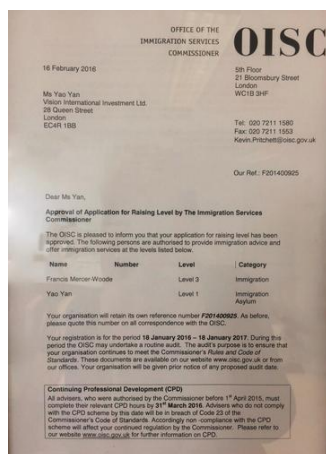 OFFICE OF THE
IMMIGRATION SERVICES
COMMISSIONER
OISC
16 February 2016
5th Floor
21 Bloomsbury Street
London
WC1B 3HF
Ms Yao Yan
Vision International Investment Ltd.
28 Queen Street
London
EC4R 1BB
Tel: 020 7211 1580
Fax: 020 7211 1553
Kevin.Pritchett@oisc.gov.uk
Our Ref.: F201400925
Dear Ms Yan,
Approval of Application for Raising Level by The Immigration Services
Commissioner
The OISC is pleased to inform you that your application for raising level has been
approved. The following persons are authorised to provide immigration advice and
offer immigration services at the levels listed below.
Name Number Level Category
Francis Mercer-Woode Level 3 Immigration
Yao Yan Level 1 Immigration
Asylum
Your organisation will retain its own reference number F201400925. As before,
please quote this number on all correspondence with the OISC.
Your registration is for the period 18 January 2016 – 18 January 2017. During this
period the OISC may undertake a routine audit. The audit's purpose is to ensure that
your organisation continues to meet the Commissioner's Rules and Code of
Standards. These documents are available on our website www.oisc.gov.uk or from
our offices. Your organisation will be given prior notice of any proposed audit date.
Continuing Professional Development (CPD)
All advisers, who were authorised by the Commissioner before 1st April 2015, must
complete their relevant CPD hours by 31st March 2016. Advisers who do not comply
with the CPD scheme by this date will be in breach of Code 23 of the
Commissioner's Standards. Accordingly non-compliance with the CPD
scheme will affect your continued regulation by the Commissioner. Please refer to
our website www.oisc.gov.uk for further information on CPD.